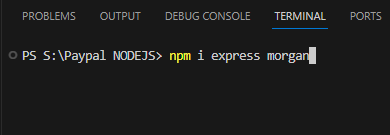 PROBLEMS OUTPUT DEBUG CONSOLE TERMINAL PORTS
PS S:\Paypal NODEJS> npm i express morgan